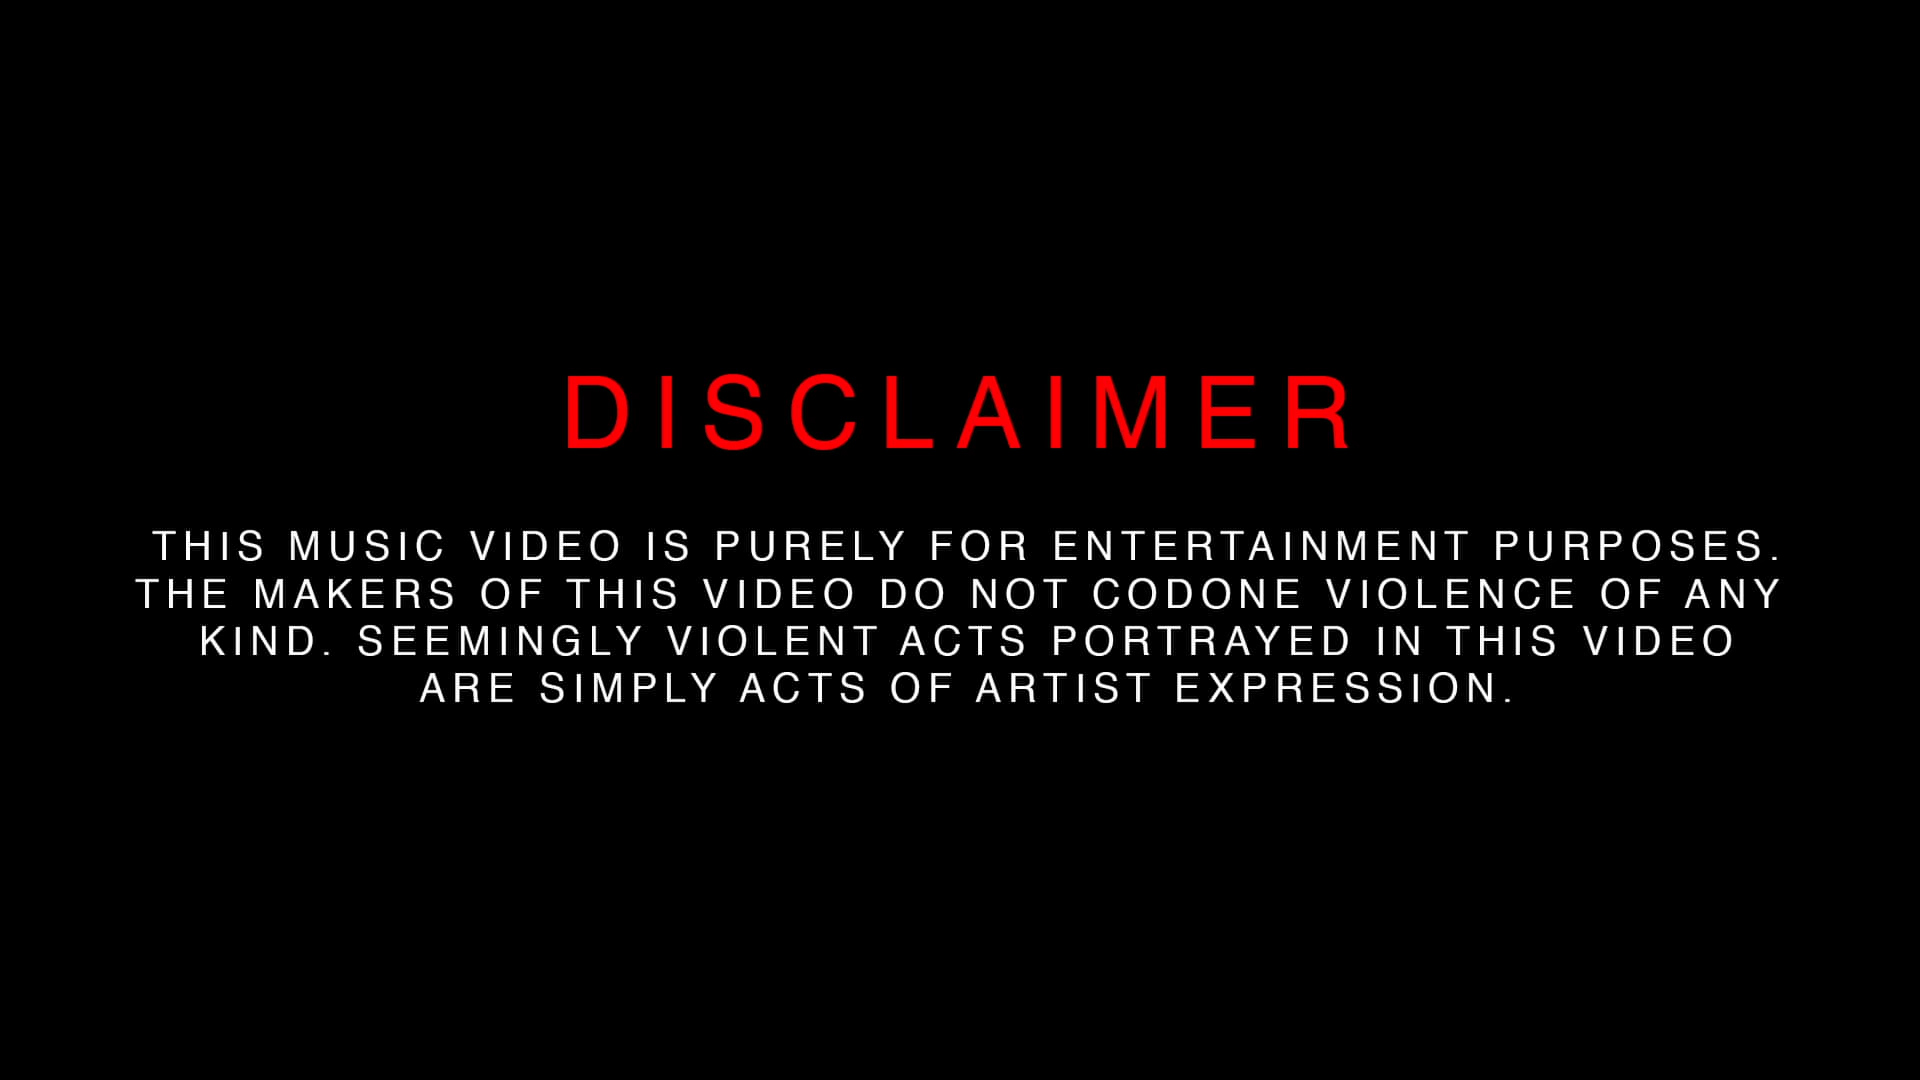 DISCLAIMER
THIS MUSIC VIDEO IS PURELY FOR ENTERTAINMENT PURPOSES.
THE MAKERS OF THIS VIDEO DO NOT CODONE VIOLENCE OF ANY
KIND. SEEMINGLY VIOLENT ACTS PORTRAYED IN THIS VIDEO
ARE SIMPLY ACTS OF ARTIST EXPRESSION.